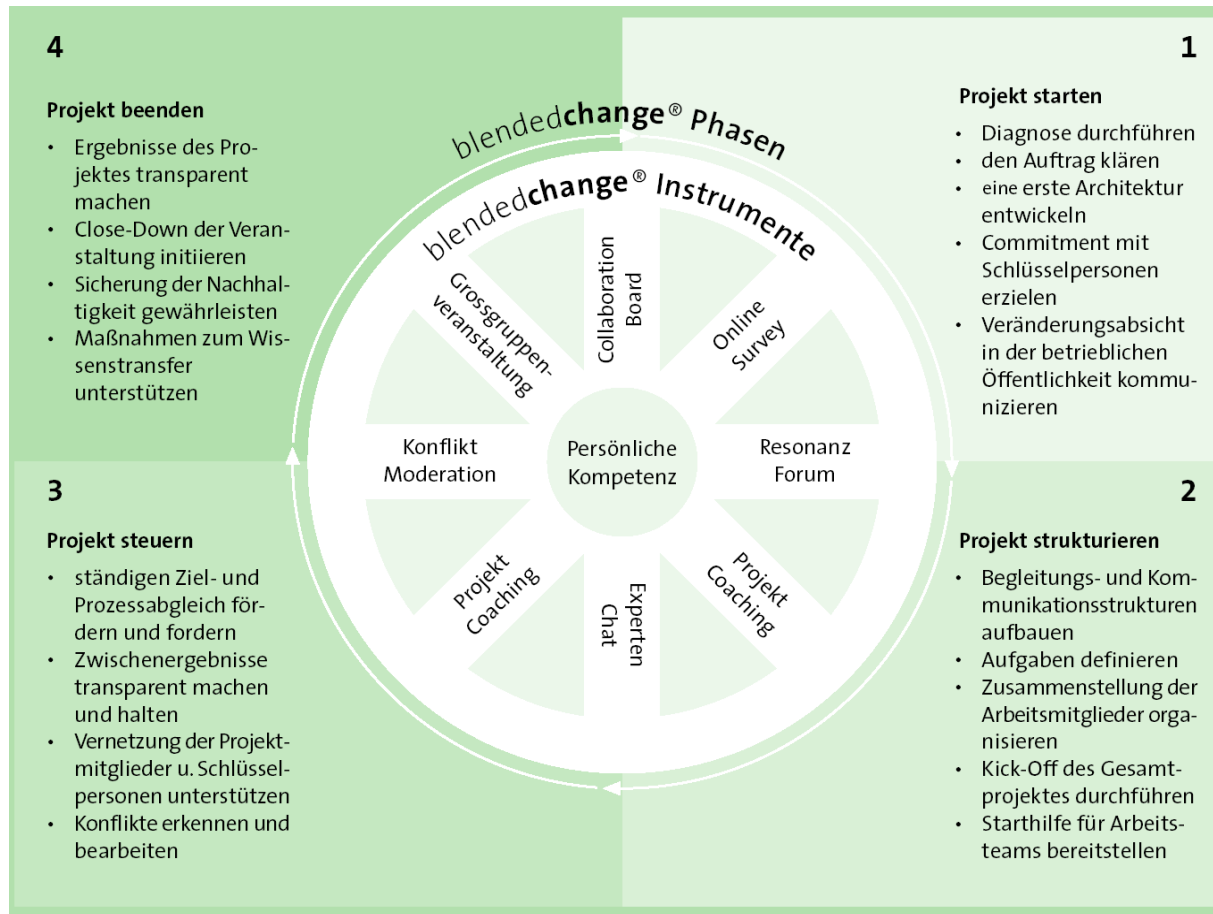 4
Projekt beenden
• Ergebnisse des Pro-
jektes transparent
machen
• Close-Down der Veran-
staltung initiieren
• Sicherung der Nachhal-
tigkeit gewährleisten
• Maßnahmen zum Wis-
senstransfer
unterstützen
1
Projekt starten
• Diagnose durchführen
• den Auftrag klären
• eine erste Architektur
entwickeln
• Commitment mit
Schlüsselpersonen
erzielen
• Veränderungsabsicht
in der betrieblichen
Öffentlichkeit kommu-
nizieren
blendedchange® Phasen
blendedchange® Instrumente
Grossgruppen-
veranstaltung
Collaboration
Board
Online
Survey
Konflikt
Moderation
Persönliche
Kompetenz
Resonanz
Forum
Projekt
Coaching
Experten
Chat
Projekt
Coaching
3
Projekt steuern
• ständigen Ziel- und
Prozessabgleich för-
dern und fordern
• Zwischenergebnisse
transparent machen
und halten
• Vernetzung der Projekt-
mitglieder u. Schlüssel-
personen unterstützen
• Konflikte erkennen und
bearbeiten
2
Projekt strukturieren
• Begleitungs- und Kom-
munikationsstrukturen
aufbauen
• Aufgaben definieren
• Zusammenstellung der
Arbeitsmitglieder orga-
nisieren
• Kick-Off des Gesamt-
projektes durchführen
• Starthilfe für Arbeits-
teams bereitstellen